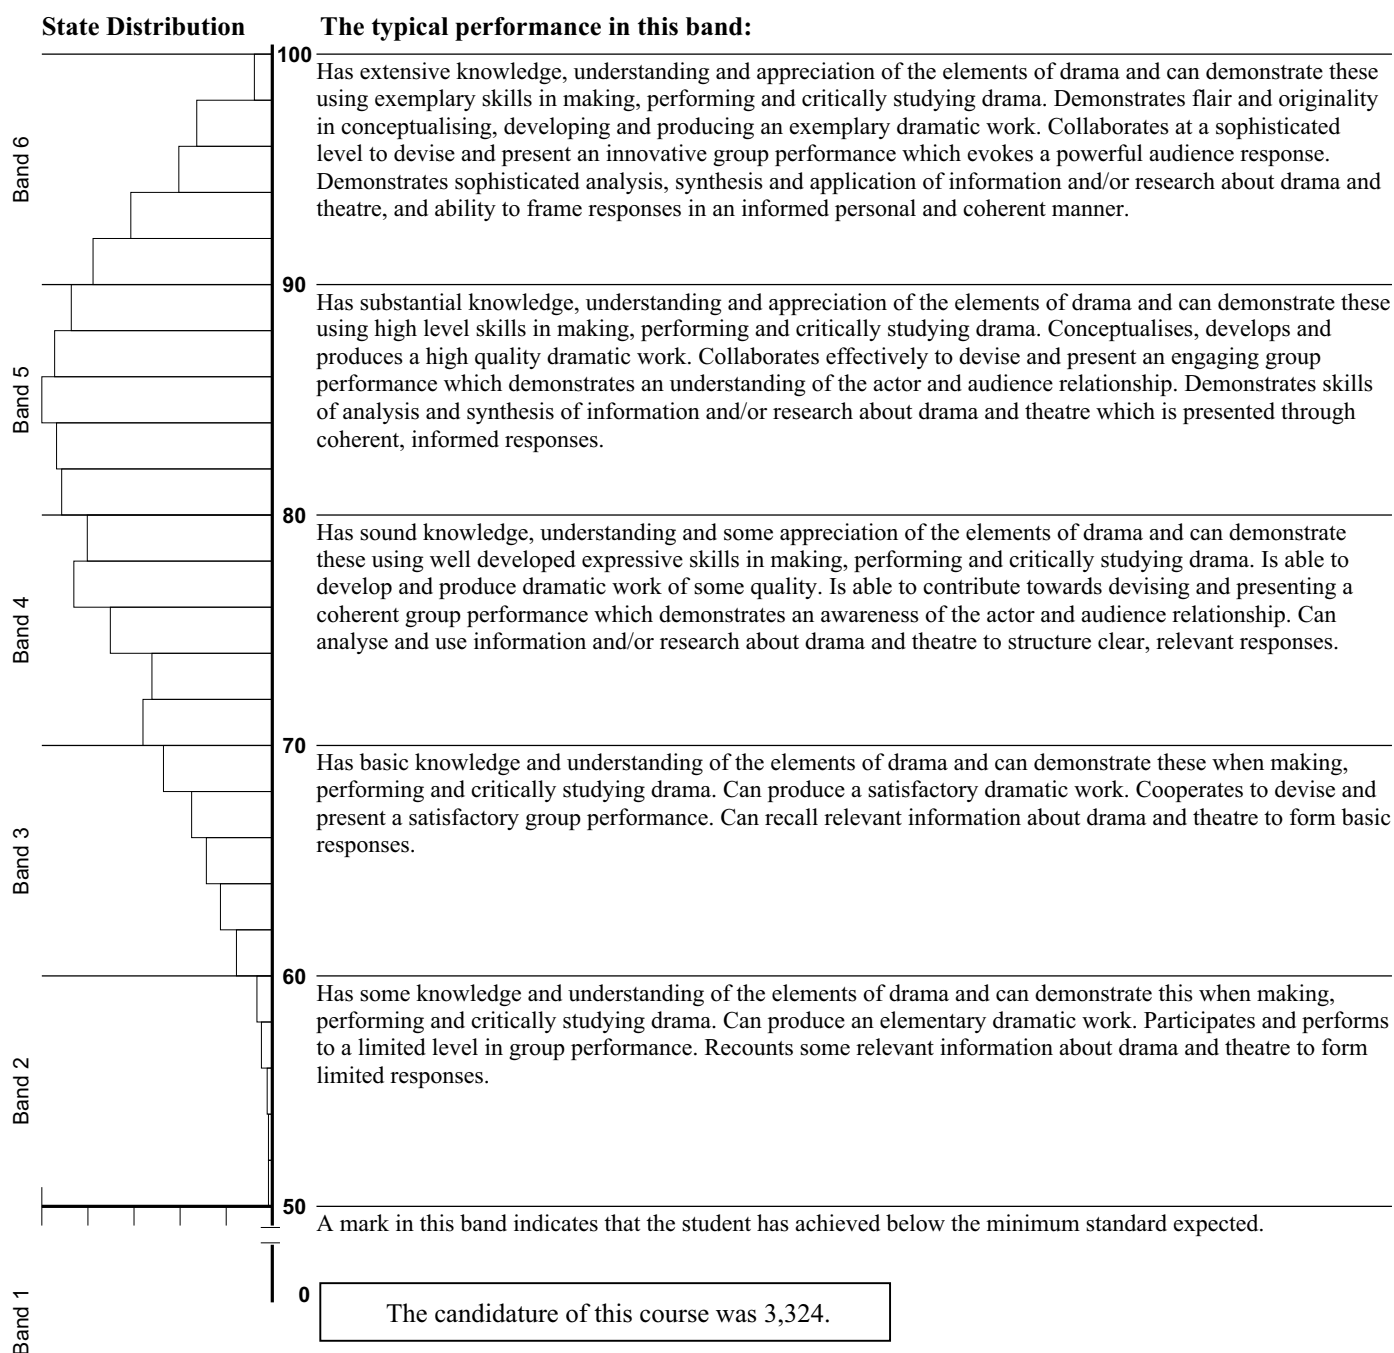 State Distribution
The typical performance in this band:
100
Band 6
Has extensive knowledge, understanding and appreciation of the elements of drama and can demonstrate these
using exemplary skills in making, performing and critically studying drama. Demonstrates flair and originality
in conceptualising, developing and producing an exemplary dramatic work. Collaborates at a sophisticated
level to devise and present an innovative group performance which evokes a powerful audience response.
Demonstrates sophisticated analysis, synthesis and application of information and/or research about drama and
theatre, and ability to frame responses in an informed personal and coherent manner.
90
Band 5
Has substantial knowledge, understanding and appreciation of the elements of drama and can demonstrate these
using high level skills in making, performing and critically studying drama. Conceptualises, develops and
produces a high quality dramatic work. Collaborates effectively to devise and present an engaging group
performance which demonstrates an understanding of the actor and audience relationship. Demonstrates skills
of analysis and synthesis of information and/or research about drama and theatre which is presented through
coherent, informed responses.
80
Band 4
Has sound knowledge, understanding and some appreciation of the elements of drama and can demonstrate
these using well developed expressive skills in making, performing and critically studying drama. Is able to
develop and produce dramatic work of some quality. Is able to contribute towards devising and presenting a
coherent group performance which demonstrates an awareness of the actor and audience relationship. Can
analyse and use information and/or research about drama and theatre to structure clear, relevant responses.
70
Band 3
Has basic knowledge and understanding of the elements of drama and can demonstrate these when making,
performing and critically studying drama. Can produce a satisfactory dramatic work. Cooperates to devise and
present a satisfactory group performance. Can recall relevant information about drama and theatre to form basic
responses.
60
Band 2
Has some knowledge and understanding of the elements of drama and can demonstrate this when making,
performing and critically studying drama. Can produce an elementary dramatic work. Participates and performs
to a limited level in group performance. Recounts some relevant information about drama and theatre to form
limited responses.
50
A mark in this band indicates that the student has achieved below the minimum standard expected.
Band 1
0
The candidature of this course was 3,324.